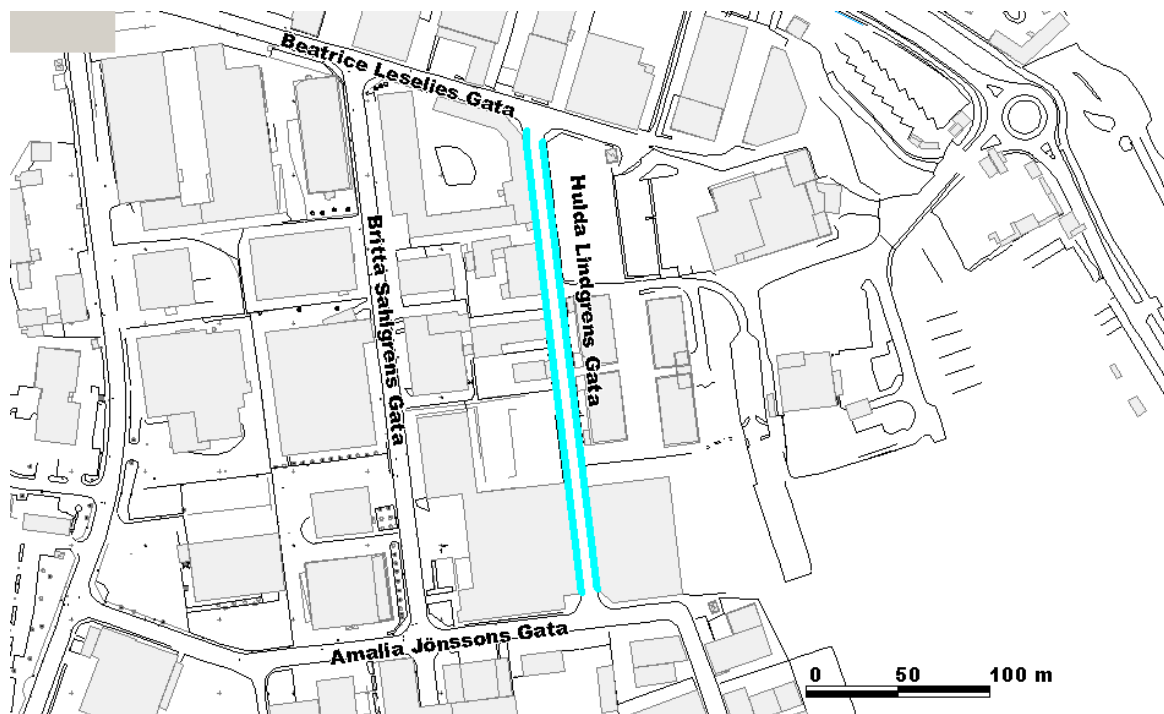 Beatrice Leselies Gata
Hulda Lindgrens Gata
Britta Sahlgrens Gata
Amalia Jönssons Gata
0 50 100 m